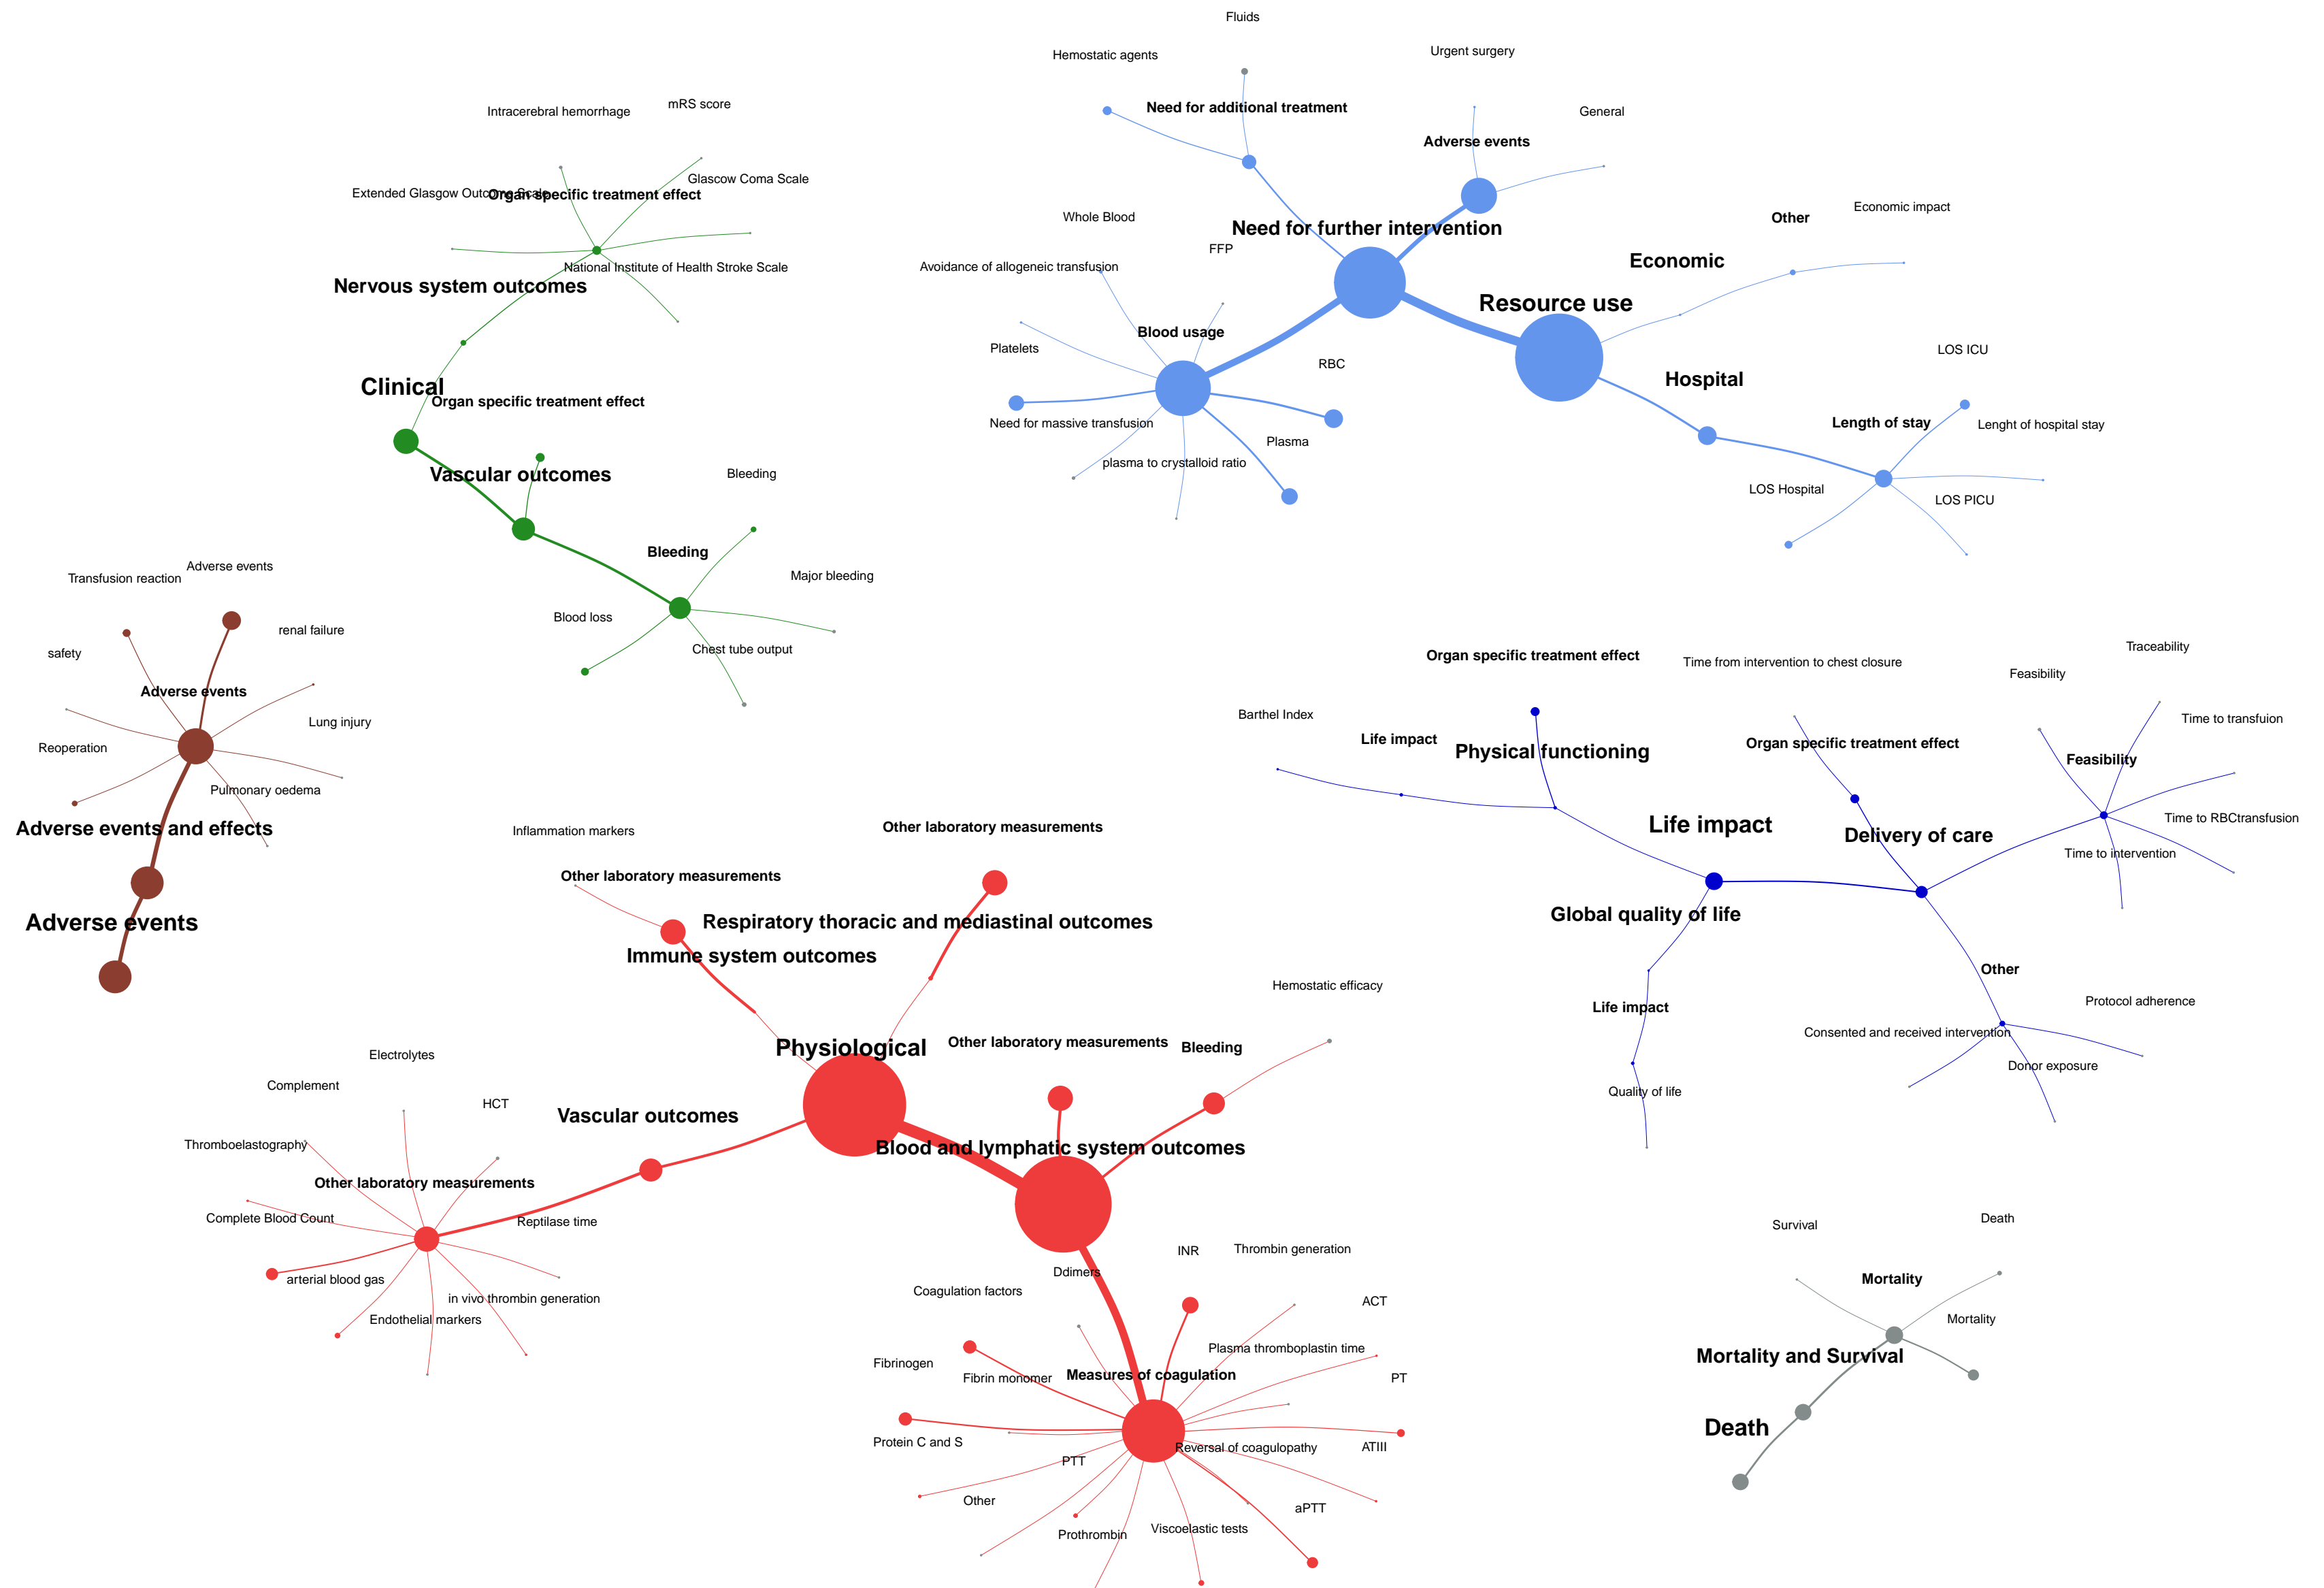 Fluids
Hemostatic agents
Urgent surgery
Need for additional treatment
General
Adverse events
Intracerebral hemorrhage
mRS score
Extended Glasgow Outcome Scale
Organ specific treatment effect
Glascow Coma Scale
National Institute of Health Stroke Scale
Nervous system outcomes
Whole Blood
Need for further intervention
FFP
Avoidance of allogeneic transfusion
Blood usage
Platelets
RBC
Need for massive transfusion
Plasma
plasma to crystalloid ratio
Other
Economic impact
Economic
Resource use
Hospital
LOS ICU
Length of stay
Lenght of hospital stay
LOS Hospital
LOS PICU
Clinical
Organ specific treatment effect
Vascular outcomes
Bleeding
Bleeding
Major bleeding
Blood loss
Chest tube output
Adverse events
Transfusion reaction
renal failure
safety
Adverse events
Lung injury
Reoperation
Pulmonary oedema
Adverse events and effects
Adverse events
Organ specific treatment effect
Time from intervention to chest closure
Traceability
Feasibility
Barthel Index
Life impact
Physical functioning
Organ specific treatment effect
Time to transfuion
Feasibility
Life impact
Delivery of care
Time to RBCtransfusion
Time to intervention
Global quality of life
Other
Life impact
Protocol adherence
Consented and received intervention
Donor exposure
Quality of life
Inflammation markers
Other laboratory measurements
Other laboratory measurements
Respiratory thoracic and mediastinal outcomes
Immune system outcomes
Hemostatic efficacy
Physiological
Other laboratory measurements
Bleeding
Electrolytes
Complement
HCT
Vascular outcomes
Blood and lymphatic system outcomes
Thromboelastography
Other laboratory measurements
Complete Blood Count
Reptilase time
arterial blood gas
in vivo thrombin generation
Endothelial markers
INR
Thrombin generation
Ddimers
Coagulation factors
ACT
Plasma thromboplastin time
Fibrinogen
Fibrin monomer
Measures of coagulation
PT
Protein C and S
Reversal of coagulopathy
ATIII
PTT
Other
aPTT
Prothrombin
Viscoelastic tests
Survival
Death
Mortality
Mortality
Mortality and Survival
Death